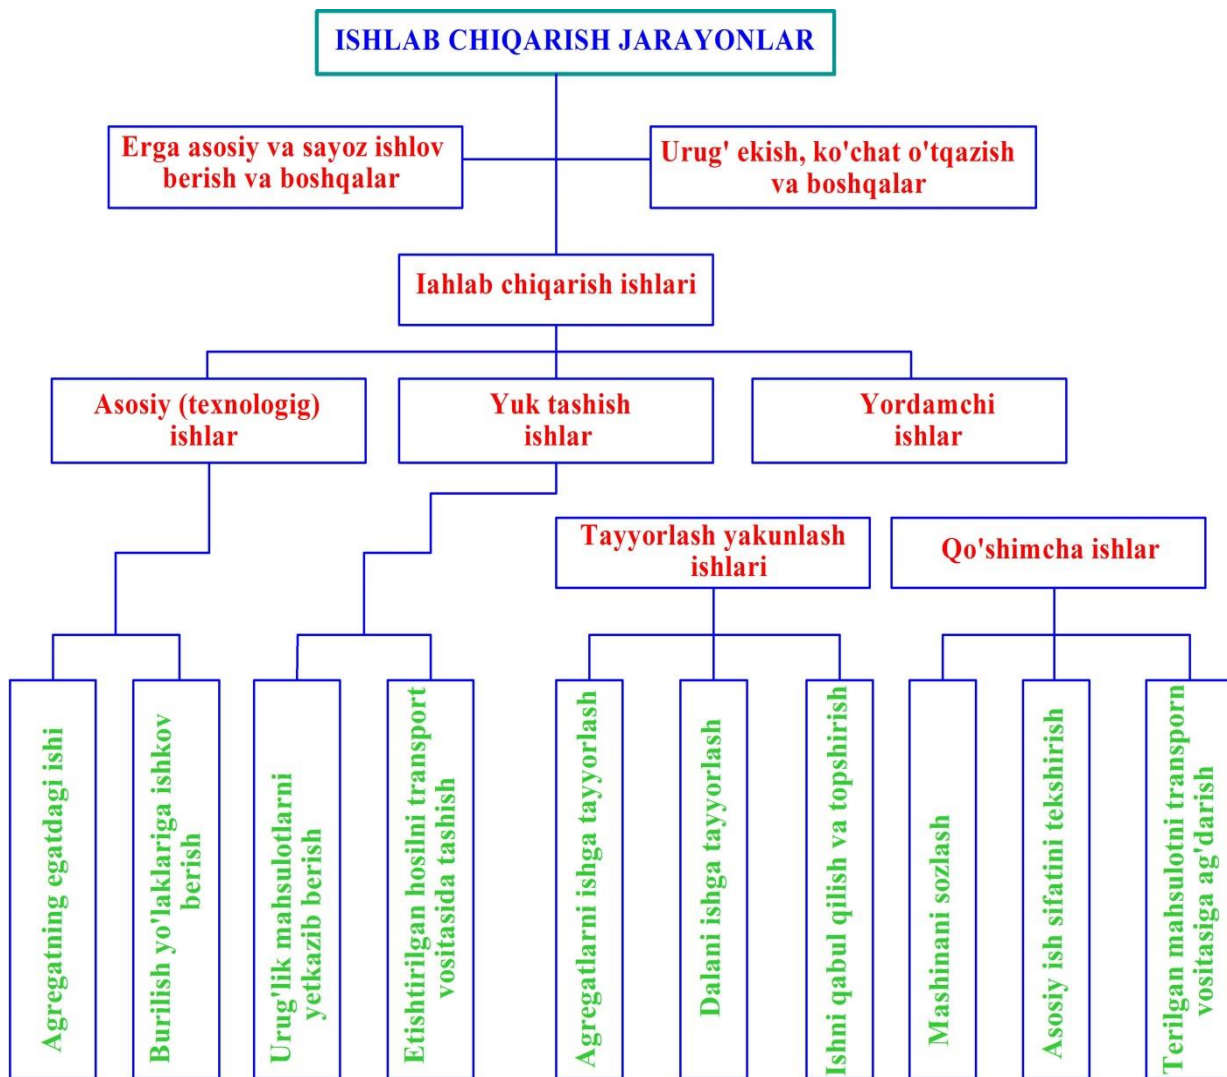 ISHLAB CHIQARISH JARAYONLAR
Erga asosiy va sayoz ishlov
berish va boshqalar
Urug' ekish, ko'chat o'tqazish
va boshqalar
Iahlab chiqarish ishlari
Asosiy (texnologig)
ishlar
Yuk tashish
ishlar
Yordamchi
ishlar
Tayyorlash yakunlash
ishlari
Qo'shimcha ishlar
Agregatning egatdagi ishi
Burilish yo'laklariga ishkov
berish
Urug'lik mahsulotlarni
yetkazib berish
Etishtirilgan hosilni transport
vositasida tashish
Agregatlarni ishga tayyorlash
Dalani ishga tayyorlash
Ishni qabul qilish va topshirish
Mashinani sozlash
Asosiy ish sifatini tekshirish
Terilgan mahsulotni transporn
vositasiga ag'darish